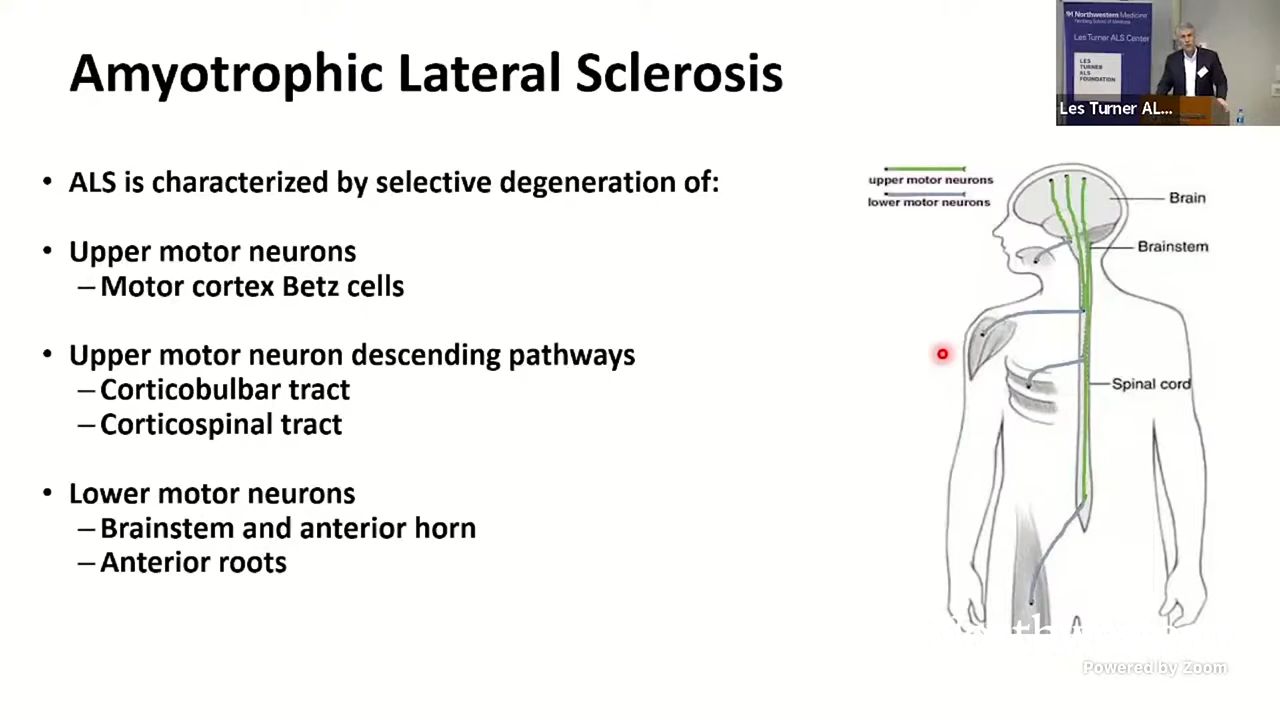 Amyotrophic Lateral Sclerosis
• ALS is characterized by selective degeneration of:
• Upper motor neurons
– Motor cortex Betz cells
• Upper motor neuron descending pathways
– Corticobulbar tract
– Corticospinal tract
• Lower motor neurons
– Brainstem and anterior horn
– Anterior roots
upper motor neurons
lower motor neurons
Brain
Brainstem
Spinal cord
Northwestern Medicine
Les Turner ALS Center
LES
TURNER
ALS
FOUNDATION
Les Turner AL...
Powered by Zoom